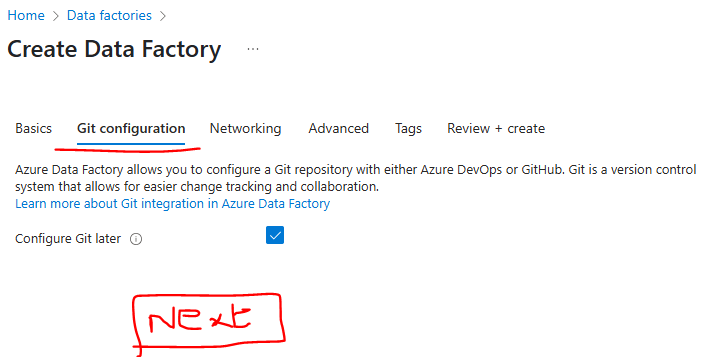 Home > Data factories >
Create Data Factory ...
Basics Git configuration Networking Advanced Tags Review + create
Azure Data Factory allows you to configure a Git repository with either Azure DevOps or GitHub. Git is a version control
system that allows for easier change tracking and collaboration.
Learn more about Git integration in Azure Data Factory
Configure Git later
Next